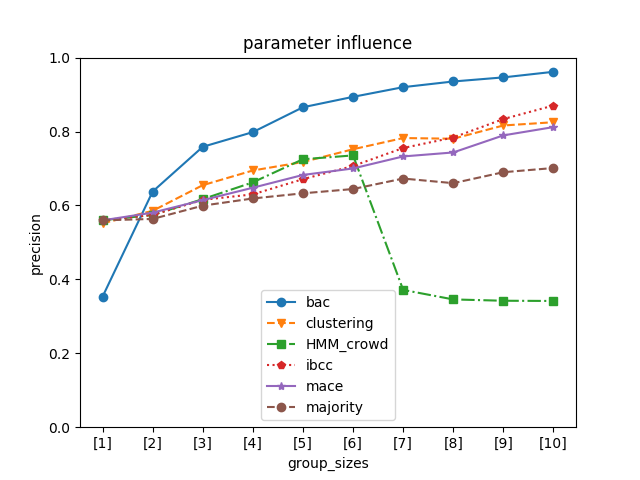 parameter influence
1.0
0.8
0.6
0.4
0.2
0.0
precision
bac
clustering
HMM_crowd
ibcc
mace
majority
[1] [2] [3] [4] [5] [6] [7] [8] [9] [10]
group_sizes